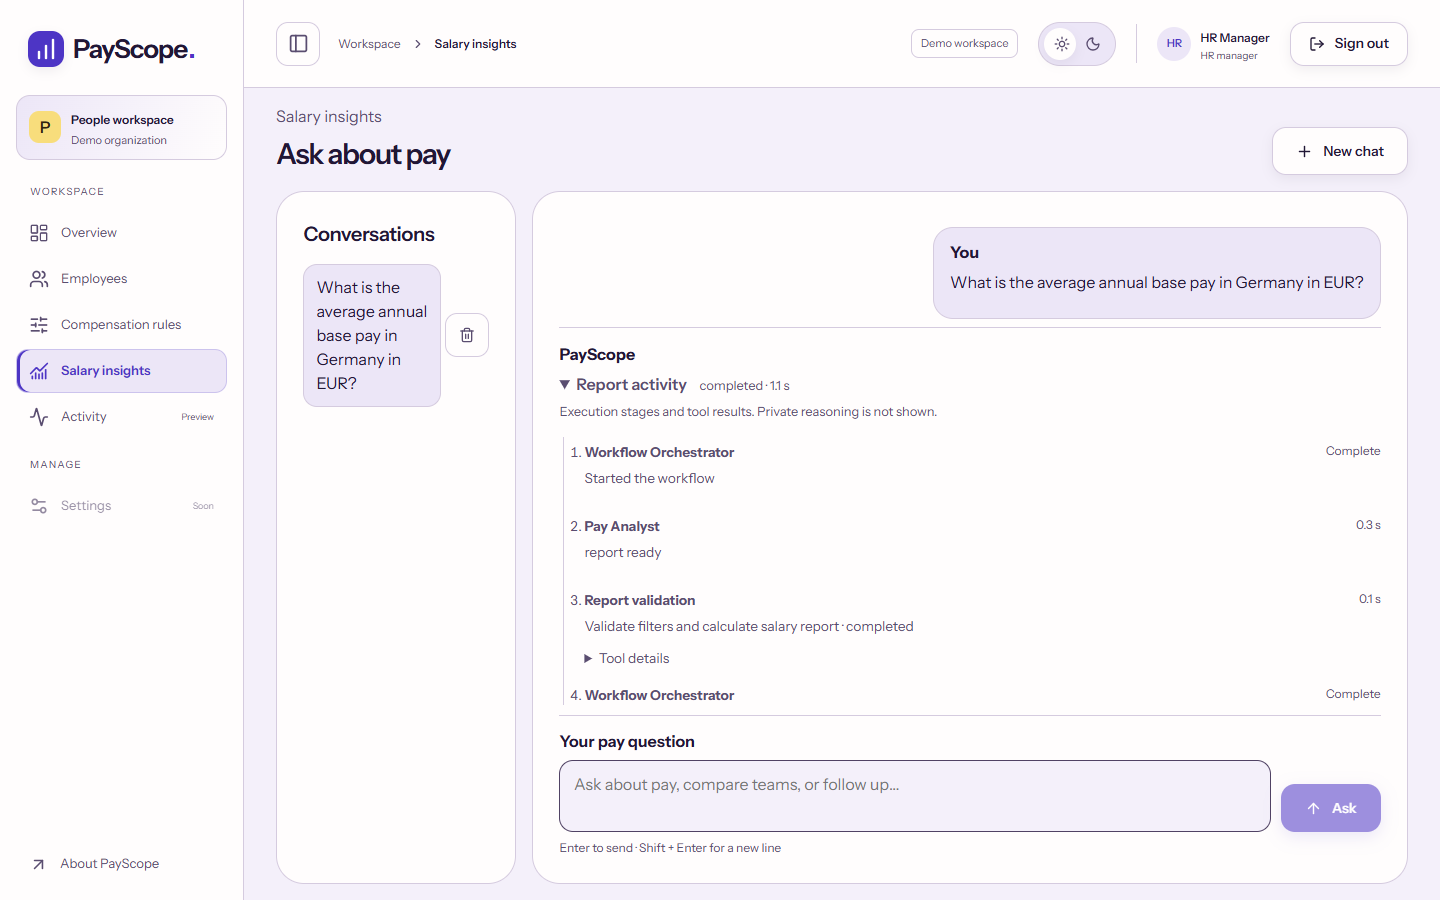 PayScope.
P
People workspace
Demo organization
WORKSPACE
Overview
Employees
Compensation rules
Salary insights
Activity
Preview
MANAGE
Settings
Soon
About PayScope
Workspace
Salary insights
Demo workspace
HR
HR Manager
HR manager
Sign out
Salary insights
Ask about pay
New chat
Conversations
What is the
average annual
base pay in
Germany in
EUR?
You
What is the average annual base pay in Germany in EUR?
PayScope
Report activity completed · 1.1 s
Execution stages and tool results. Private reasoning is not shown.
1. Workflow Orchestrator
Complete
Started the workflow
2. Pay Analyst
0.3 s
report ready
3. Report validation
0.1 s
Validate filters and calculate salary report · completed
Tool details
4. Workflow Orchestrator
Complete
Your pay question
Ask about pay, compare teams, or follow up...
Ask
Enter to send · Shift + Enter for a new line